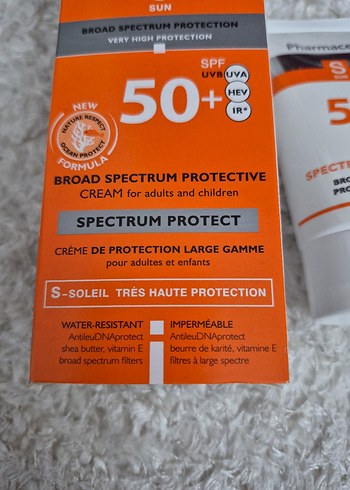 SUN
BROAD SPECTRUM PROTECTION
VERY HIGH PROTECTION
SPF
UVB UVA
50+
HEV
IR*
NEW
NATURE RESPECT
OCEAN PROTECT
FORMULA
BROAD SPECTRUM PROTECTIVE
CREAM for adults and children
SPECTRUM PROTECT
CRÈME DE PROTECTION LARGE GAMME
pour adultes et enfants
S-SOLEIL TRÈS HAUTE PROTECTION
WATER-RESISTANT
AntileuDNAprotect
shea butter, vitamin E
broad spectrum filters
IMPERMÉABLE
AntileuDNAprotect
beurre de karité, vitamine E
filtres à large spectre
Pharmace
S
5
SPECT
BRO
PRO